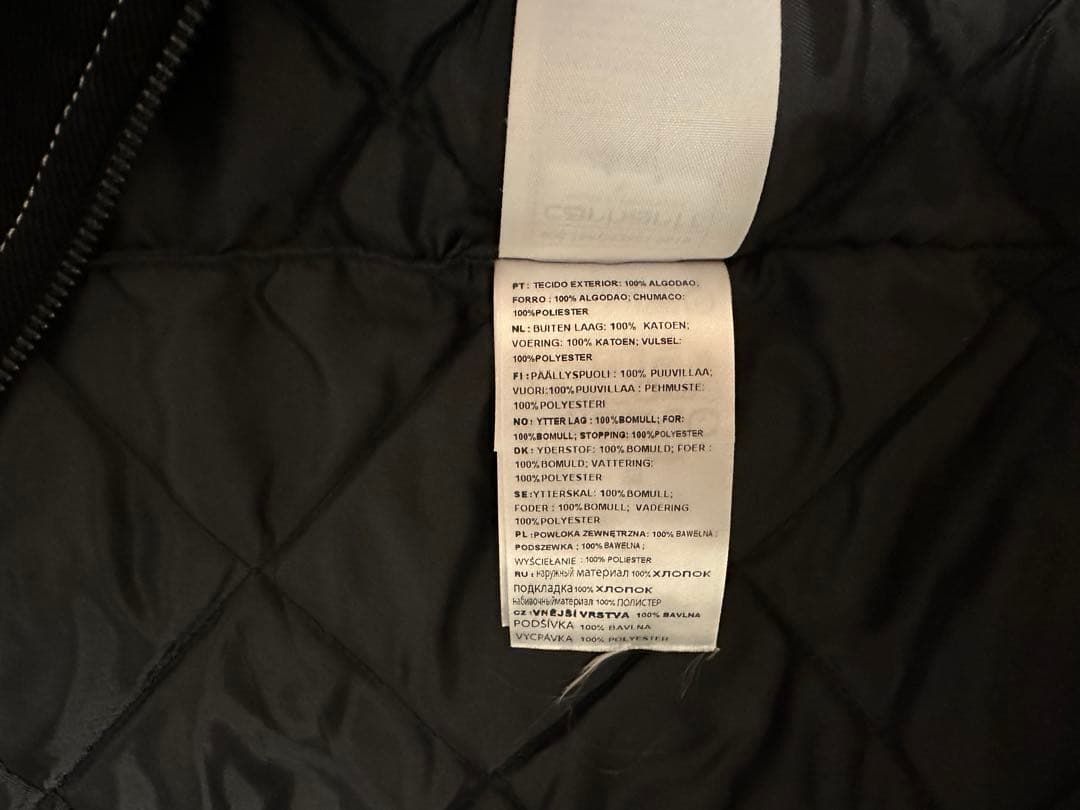 PT: TECIDO EXTERIOR: 100% ALGODAO,
FORRO : 100% ALGODAO; CHUMACO:
100%POLIESTER
NL: BUITEN LAAG: 100% KATOEN;
VOERING: 100% KATOEN; VULSEL:
100%POLYESTER
FI:PÄÄLLYSPUOLI : 100% PUUVILLAA;
VUORI:100%PUUVILLAA : PEHMUSTE:
100%POLYESTERI
NO: YTTER LAG : 100%BOMULL; FOR:
100%BOMULL; STOPPING: 100%POLYESTER
DK: YDERSTOF: 100% BOMULD; FOER :
100%BOMULD; VATTERING:
100%POLYESTER
SE:YTTERSKAL: 100%BOMULL;
FODER : 100%BOMULL; VADERING
100%POLYESTER
PL :POWŁOKA ZEWNĘTRZNA: 100% BAWEŁNA ;
PODSZEWKA ; 100% BAWEŁNA ;
WYŚCIEŁANIE : 100% POLIESTER
RU : наружный материал 100% ХЛОПОК
подкладка 100% ХЛОПОК
набивочныйматериал 100% ПОЛИСТЕР
CZ :VNĚJŠÍ VRSTVA 100% BAVLNA
PODŠÍVKA 100% BAVLNA
VYCPÁVKA 100% POLYESTER